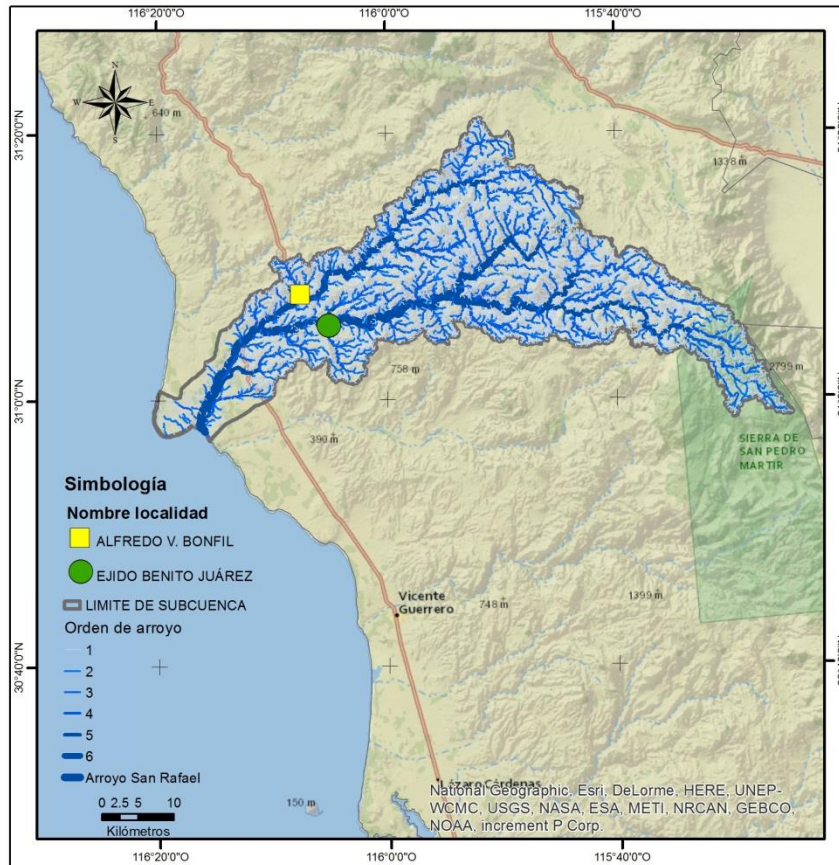 116°20'0"O
116°0'0"O
115°40'0"O
N
W
E
S
640 m
31°20'0"N
1338 m
2799 m
758 m
31°0'0"N
390 m
SIERRA DE
SAN PEDRO
MARTIR
Simbología
Nombre localidad
ALFREDO V. BONFIL
EJIDO BENITO JUÁREZ
LIMITE DE SUBCUENCA
Orden de arroyo
1
2
3
4
5
6
Arroyo San Rafael
0 2.5 5 10
Kilómetros
Vicente
Guerrero
748 m
1399 m
30°40'0"N
Lázaro Cárdenas
150 m
National Geographic, Esri, DeLorme, HERE, UNEP-
WCMC, USGS, NASA, ESA, METI, NRCAN, GEBCO,
NOAA, increment P Corp.
116°20'0"O
116°0'0"O
115°40'0"O